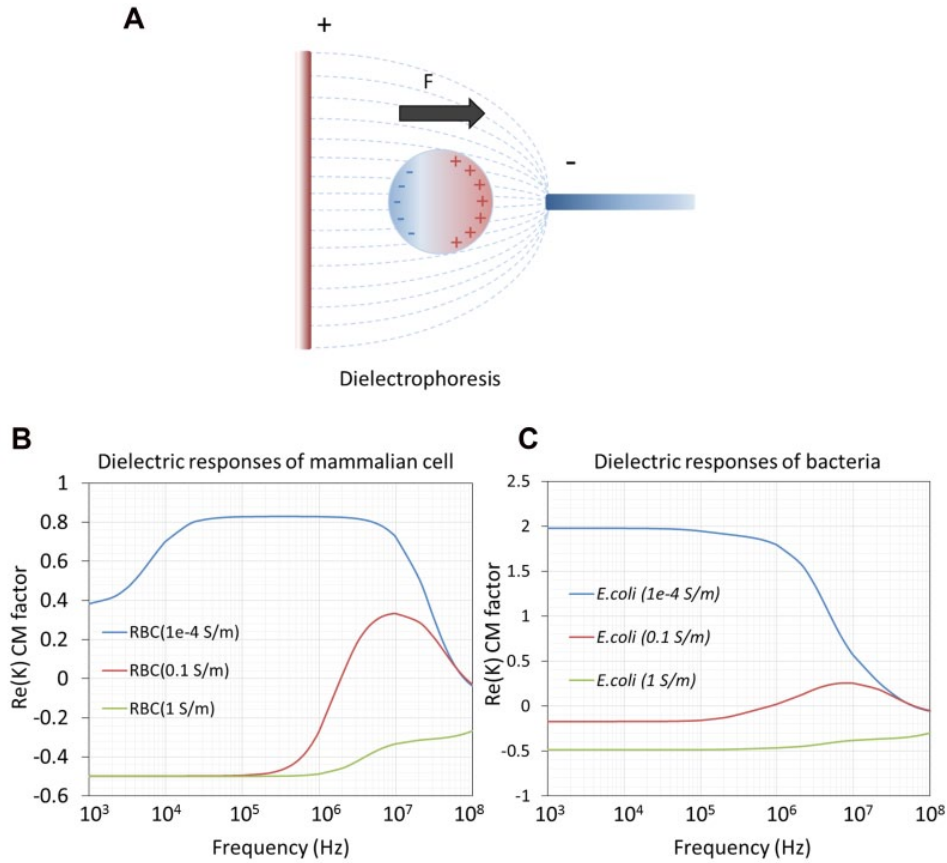 A
+
F
-
- - - - -
+ + + + + + +
Dielectrophoresis
B
Dielectric responses of mammalian cell
Re(K) CM factor
1
0.8
0.6
0.4
0.2
0
-0.2
-0.4
-0.6
RBC(1e-4 S/m)
RBC(0.1 S/m)
RBC(1 S/m)
10³ 10⁴ 10⁵ 10⁶ 10⁷ 10⁸
Frequency (Hz)
C
Dielectric responses of bacteria
Re(K) CM factor
2.5
2
1.5
1
0.5
0
-0.5
-1
E.coli (1e-4 S/m)
E.coli (0.1 S/m)
E.coli (1 S/m)
10³ 10⁴ 10⁵ 10⁶ 10⁷ 10⁸
Frequency (Hz)